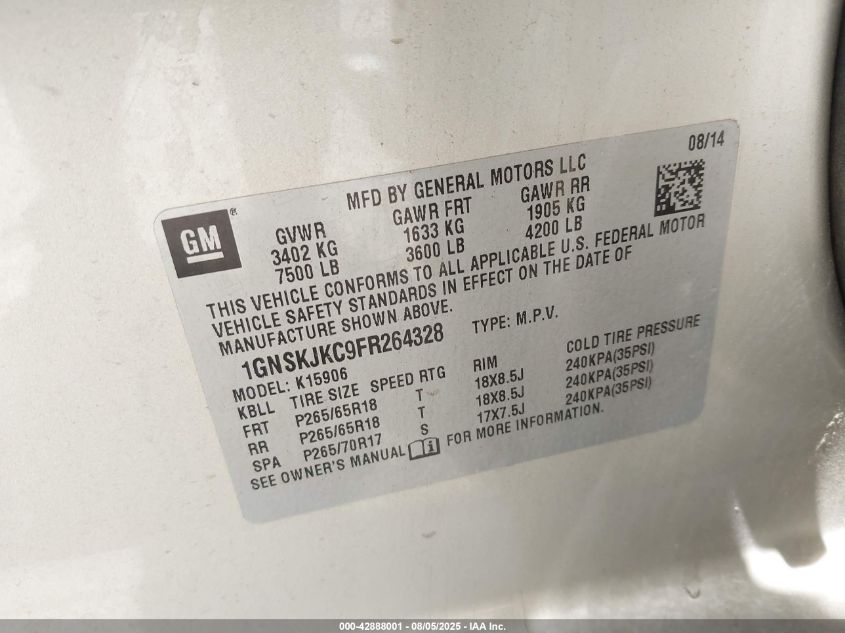 08/14
MFD BY GENERAL MOTORS LLC
GM®
GVWR GAWR FRT GAWR RR
3402 KG 1633 KG 1905 KG
7500 LB 3600 LB 4200 LB
THIS VEHICLE CONFORMS TO ALL APPLICABLE U.S. FEDERAL MOTOR
VEHICLE SAFETY STANDARDS IN EFFECT ON THE DATE OF
MANUFACTURE SHOWN ABOVE.
1GNSKJKC9FR264328 TYPE: M.P.V.
MODEL: K15906
KBLL TIRE SIZE SPEED RTG RIM COLD TIRE PRESSURE
FRT P265/65R18 T 18X8.5J 240KPA(35PSI)
RR P265/65R18 T 18X8.5J 240KPA(35PSI)
SPA P265/70R17 S 17X7.5J 240KPA(35PSI)
SEE OWNER'S MANUAL i FOR MORE INFORMATION.
000-42888001 - 08/05/2025 - IAA Inc.